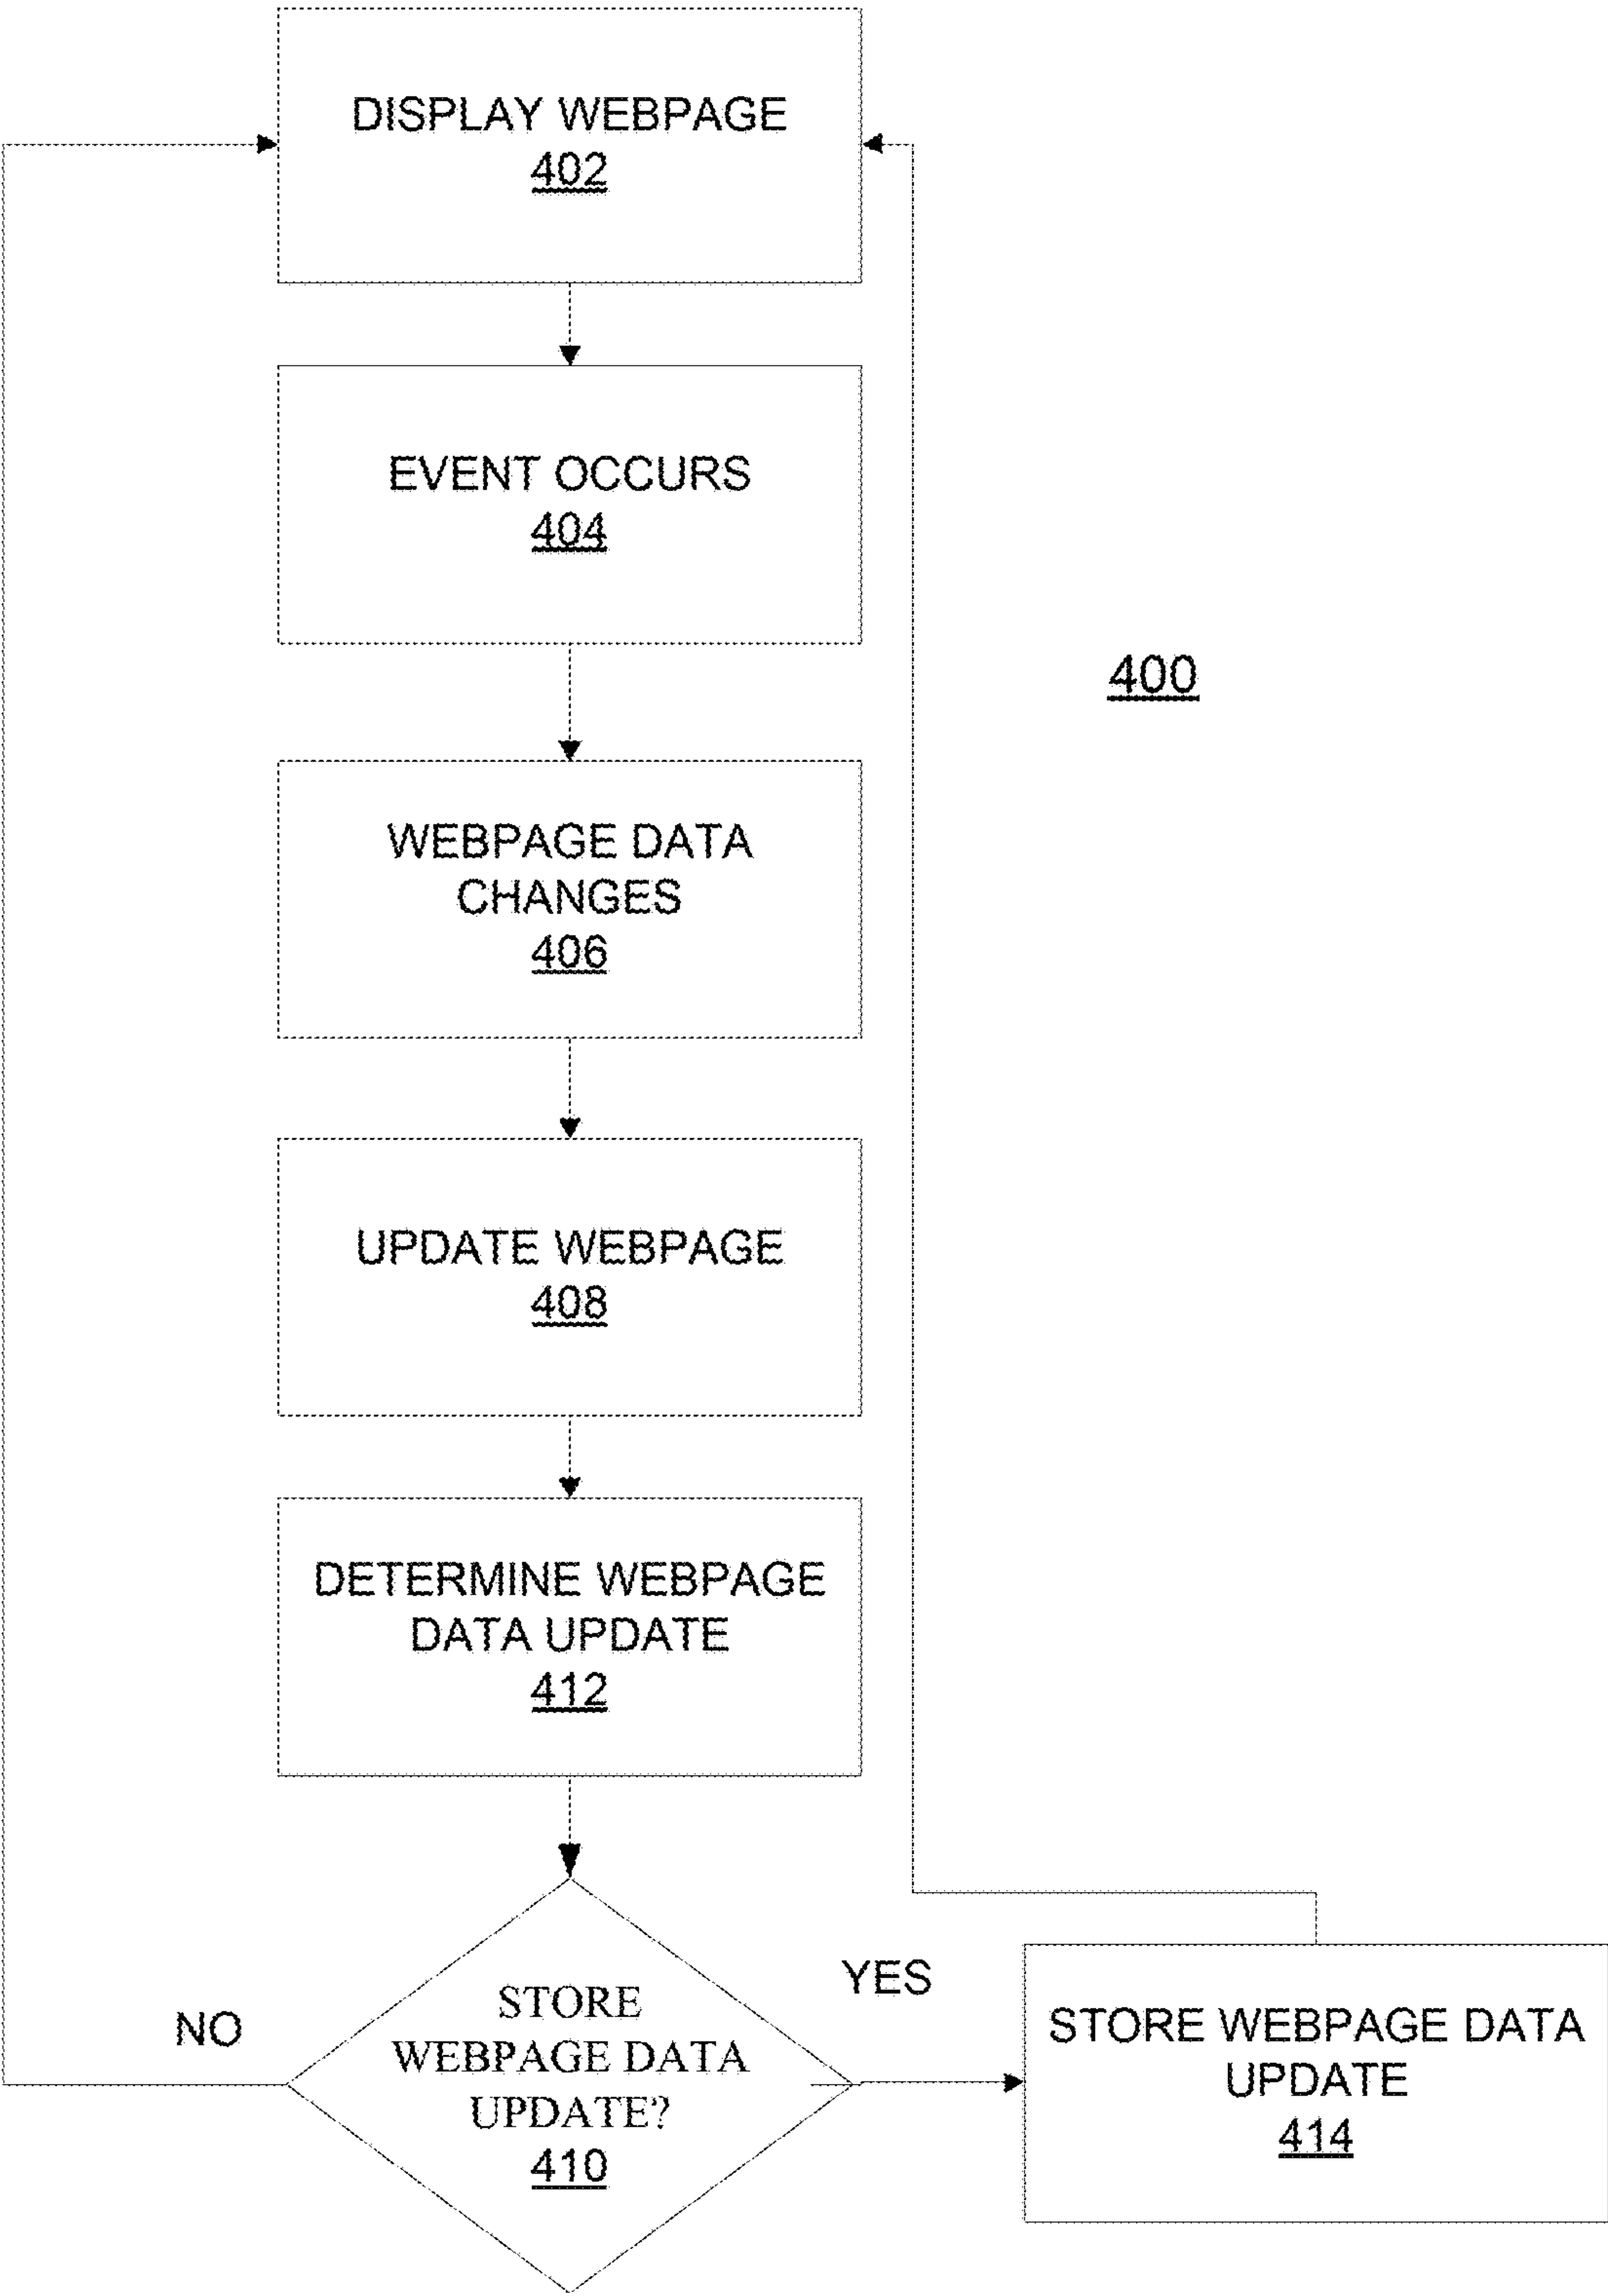 DISPLAY WEBPAGE
402
EVENT OCCURS
404
400
WEBPAGE DATA
CHANGES
406
UPDATE WEBPAGE
408
DETERMINE WEBPAGE
DATA UPDATE
412
NO
STORE
WEBPAGE DATA
UPDATE?
410
YES
STORE WEBPAGE DATA
UPDATE
414